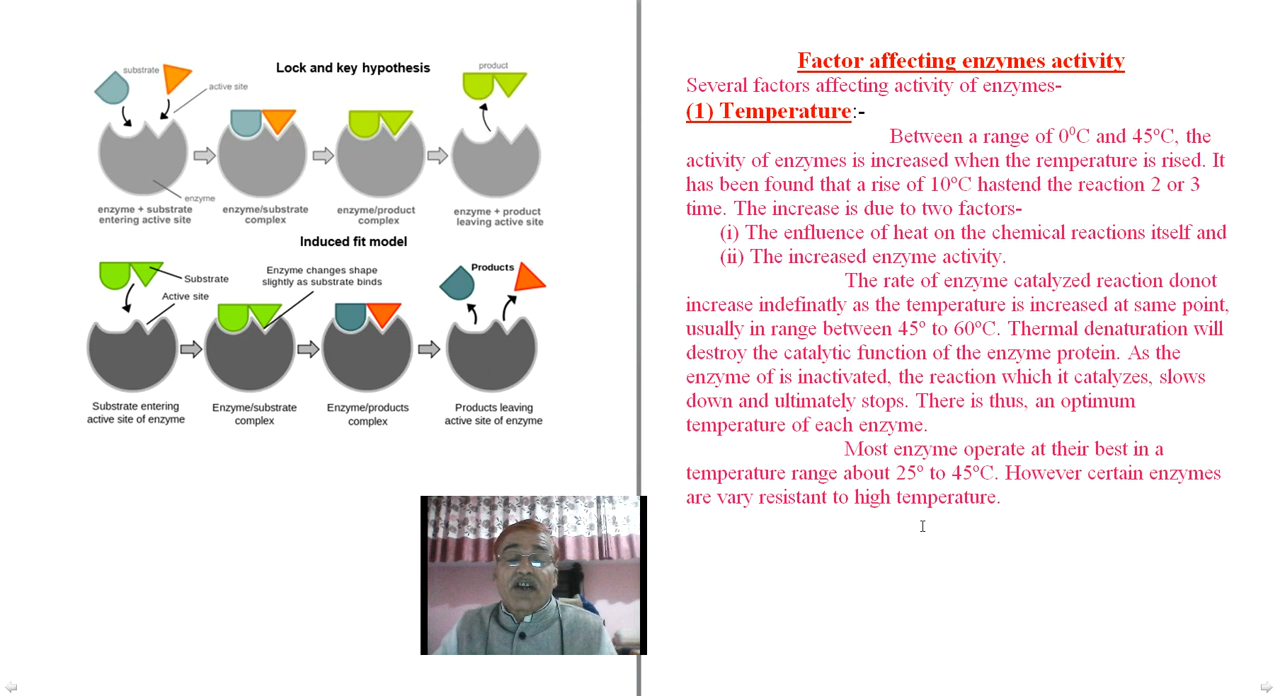 Lock and key hypothesis
substrate
active site
product
enzyme
enzyme + substrate
entering active site
enzyme/substrate
complex
enzyme/product
complex
enzyme + product
leaving active site
Induced fit model
Substrate
Active site
Enzyme changes shape
slightly as substrate binds
Products
Substrate entering
active site of enzyme
Enzyme/substrate
complex
Enzyme/products
complex
Products leaving
active site of enzyme
Factor affecting enzymes activity
Several factors affecting activity of enzymes-
(1) Temperature:-
Between a range of 0⁰C and 45ºC, the
activity of enzymes is increased when the remperature is rised. It
has been found that a rise of 10ºC hastend the reaction 2 or 3
time. The increase is due to two factors-
(i) The enfluence of heat on the chemical reactions itself and
(ii) The increased enzyme activity.
The rate of enzyme catalyzed reaction donot
increase indefinatly as the temperature is increased at same point,
usually in range between 45º to 60ºC. Thermal denaturation will
destroy the catalytic function of the enzyme protein. As the
enzyme of is inactivated, the reaction which it catalyzes, slows
down and ultimately stops. There is thus, an optimum
temperature of each enzyme.
Most enzyme operate at their best in a
temperature range about 25º to 45ºC. However certain enzymes
are vary resistant to high temperature.